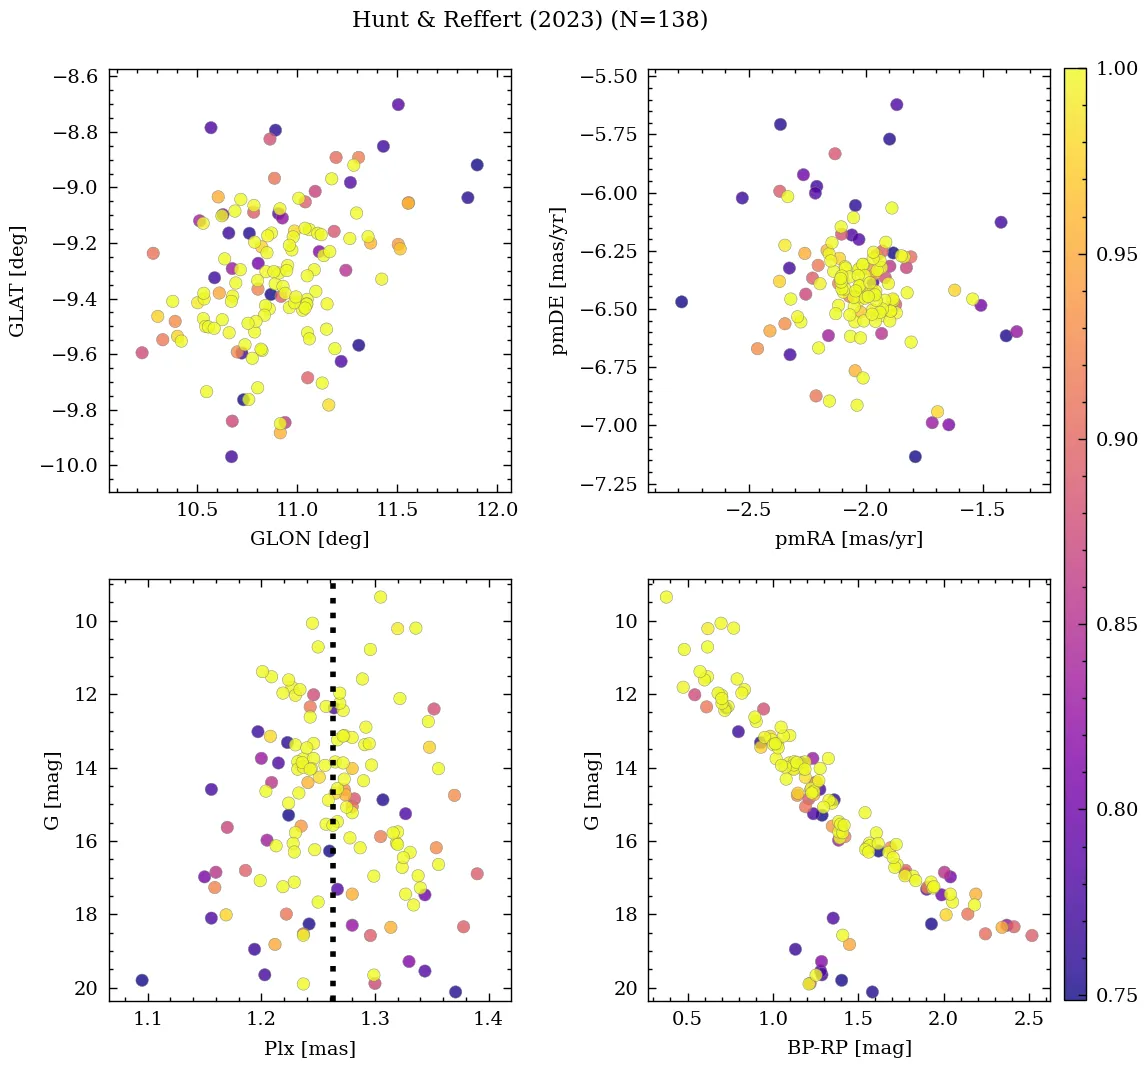 Hunt & Reffert (2023) (N=138)
−8.6
−8.8
−9.0
−9.2
−9.4
−9.6
−9.8
−10.0
GLAT [deg]
10.5 11.0 11.5 12.0
GLON [deg]
−5.50
−5.75
−6.00
−6.25
−6.50
−6.75
−7.00
−7.25
pmDE [mas/yr]
−2.5 −2.0 −1.5
pmRA [mas/yr]
10
12
14
16
18
20
G [mag]
1.1 1.2 1.3 1.4
Plx [mas]
10
12
14
16
18
20
G [mag]
0.5 1.0 1.5 2.0 2.5
BP-RP [mag]
1.00
0.95
0.90
0.85
0.80
0.75